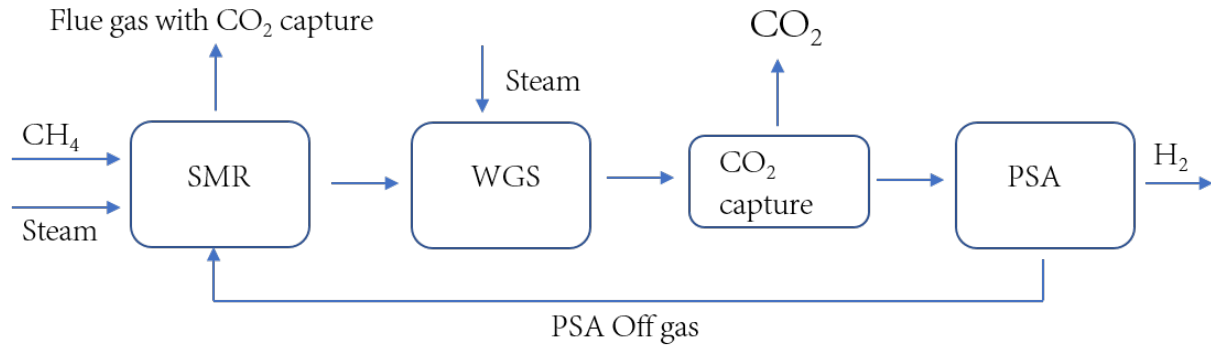 Flue gas with CO₂ capture
CO₂
Steam
CH₄
SMR
WGS
CO₂
capture
PSA
H₂
Steam
PSA Off gas